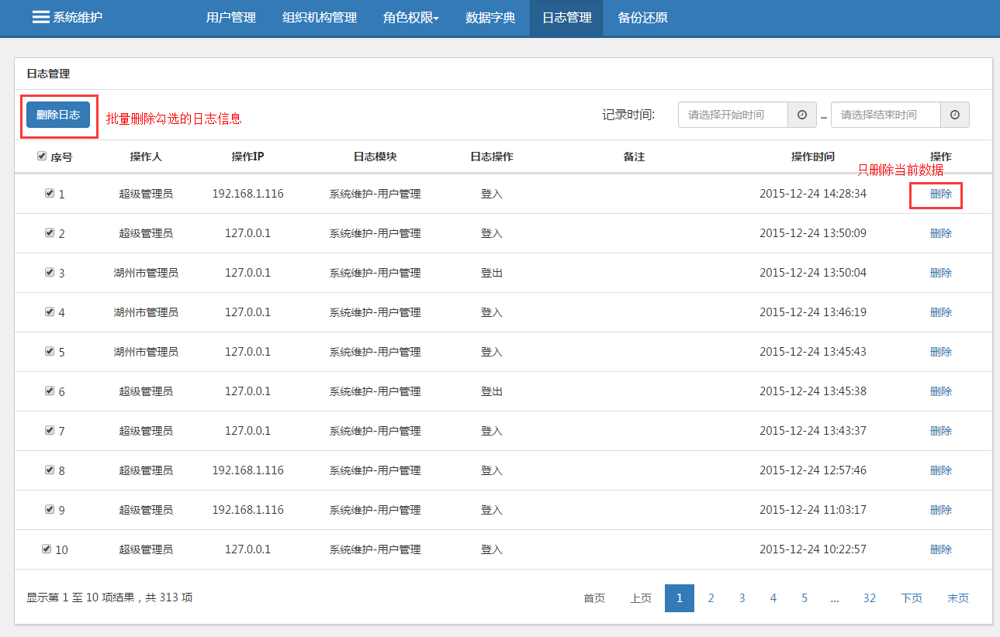 系统维护 用户管理 组织机构管理 角色权限 数据字典 日志管理 备份还原
日志管理
删除日志 批量删除勾选的日志信息 记录时间: 请选择开始时间 – 请选择结束时间
序号 操作人 操作IP 日志模块 日志操作 备注 操作时间 操作
只删除当前数据
1 超级管理员 192.168.1.116 系统维护-用户管理 登入 2015-12-24 14:28:34 删除
2 超级管理员 127.0.0.1 系统维护-用户管理 登入 2015-12-24 13:50:09 删除
3 湖州市管理员 127.0.0.1 系统维护-用户管理 登出 2015-12-24 13:50:04 删除
4 湖州市管理员 127.0.0.1 系统维护-用户管理 登入 2015-12-24 13:46:19 删除
5 湖州市管理员 127.0.0.1 系统维护-用户管理 登入 2015-12-24 13:45:43 删除
6 超级管理员 127.0.0.1 系统维护-用户管理 登出 2015-12-24 13:45:38 删除
7 超级管理员 127.0.0.1 系统维护-用户管理 登入 2015-12-24 13:43:37 删除
8 超级管理员 192.168.1.116 系统维护-用户管理 登入 2015-12-24 12:57:46 删除
9 超级管理员 192.168.1.116 系统维护-用户管理 登入 2015-12-24 11:03:17 删除
10 超级管理员 127.0.0.1 系统维护-用户管理 登入 2015-12-24 10:22:57 删除
显示第 1 至 10 项结果，共 313 项 首页 上页 1 2 3 4 5 ... 32 下页 末页